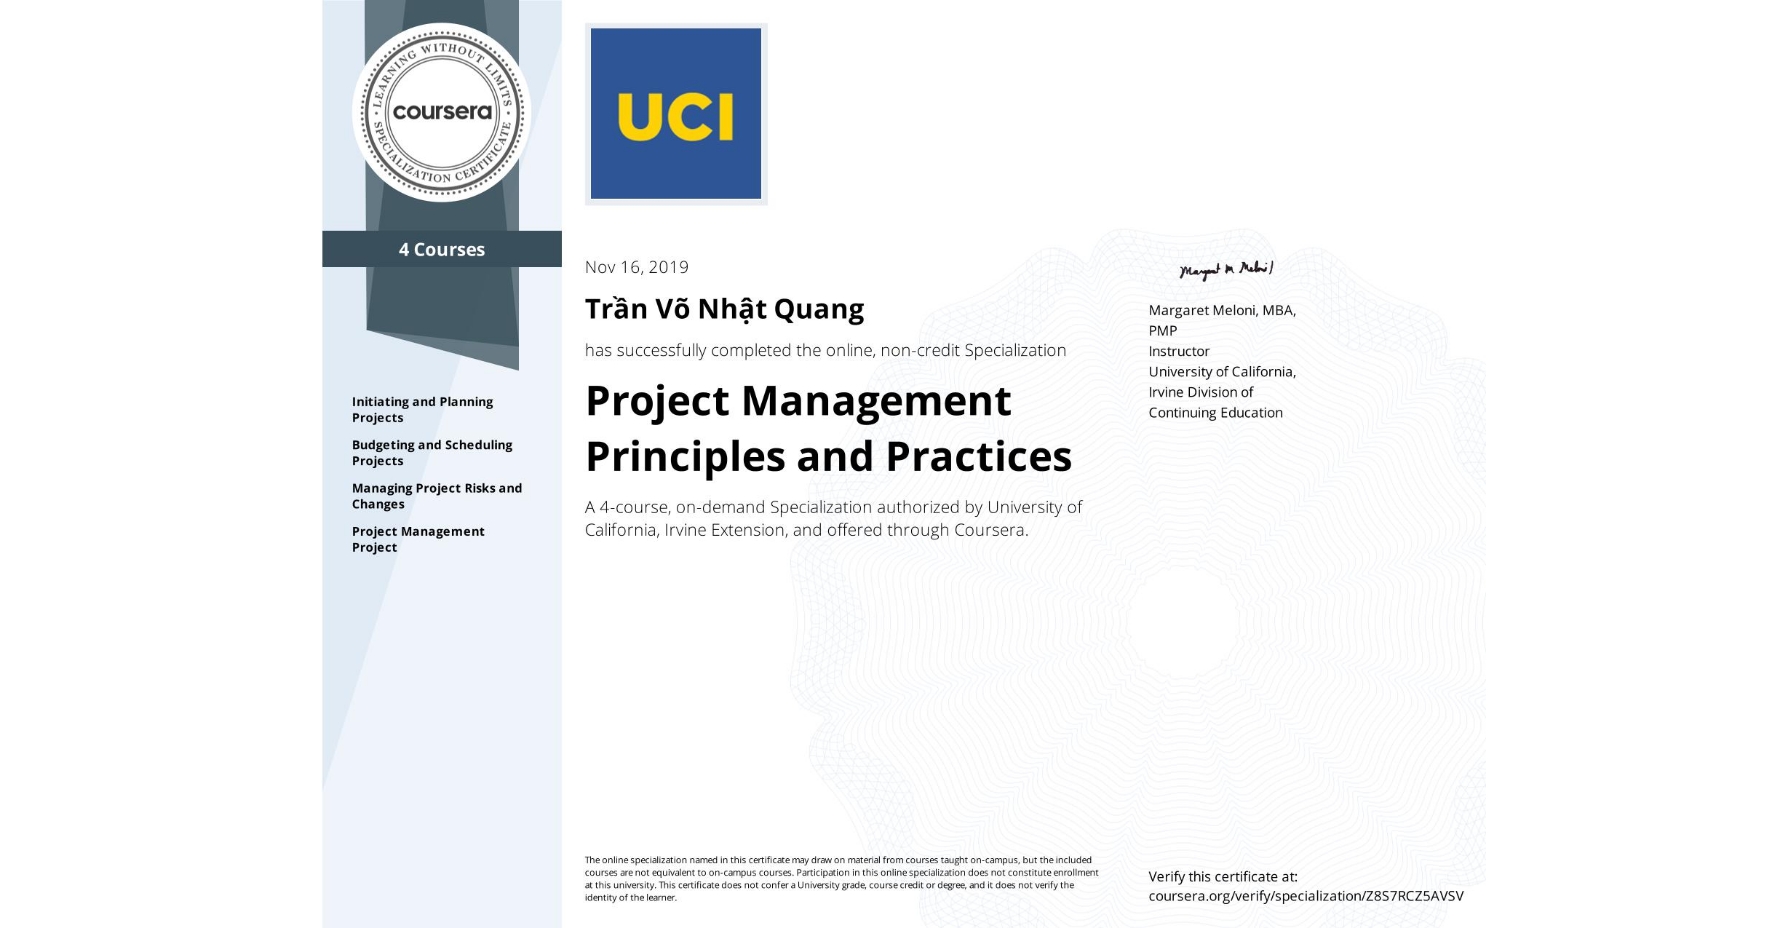 LEARNING WITHOUT LIMITS
coursera
SPECIALIZATION CERTIFICATE
4 Courses
Initiating and Planning
Projects
Budgeting and Scheduling
Projects
Managing Project Risks and
Changes
Project Management
Project
UCI
Nov 16, 2019
Trần Võ Nhật Quang
has successfully completed the online, non-credit Specialization
Project Management
Principles and Practices
A 4-course, on-demand Specialization authorized by University of
California, Irvine Extension, and offered through Coursera.
Margaret M Meloni
Margaret Meloni, MBA,
PMP
Instructor
University of California,
Irvine Division of
Continuing Education
The online specialization named in this certificate may draw on material from courses taught on-campus, but the included
courses are not equivalent to on-campus courses. Participation in this online specialization does not constitute enrollment
at this university. This certificate does not confer a University grade, course credit or degree, and it does not verify the
identity of the learner.
Verify this certificate at:
coursera.org/verify/specialization/Z8S7RCZ5AVSV